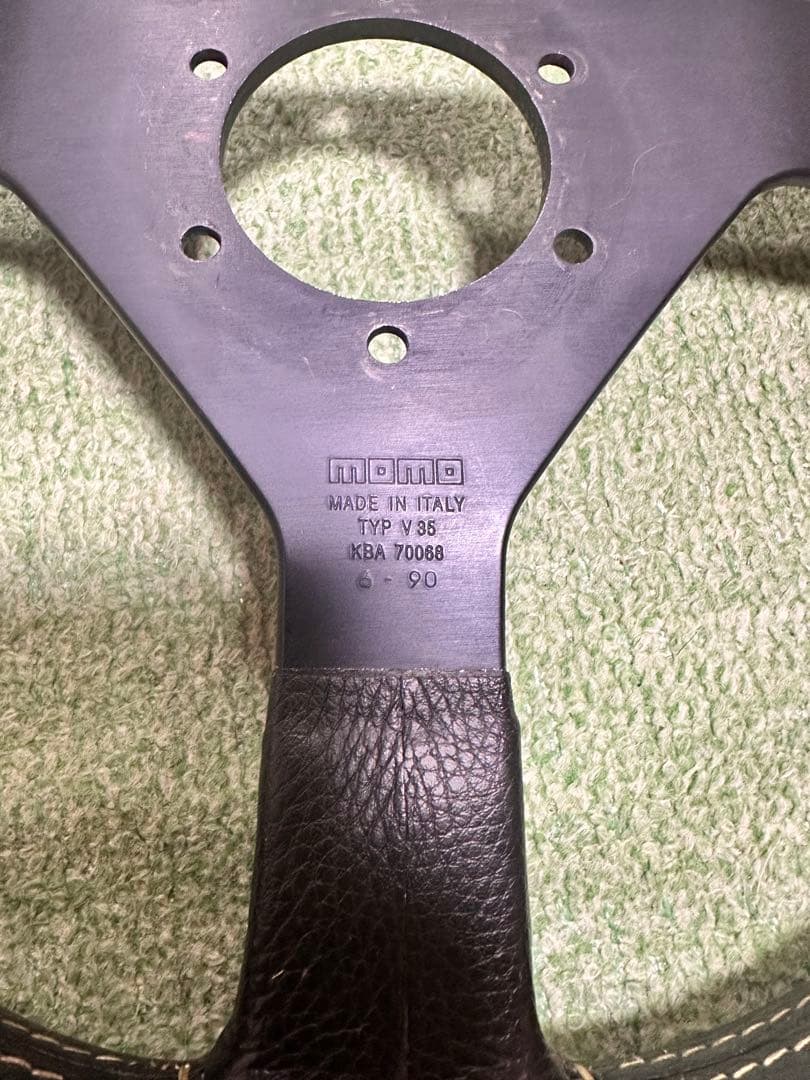 momo
MADE IN ITALY
TYP V 35
KBA 70068
6 - 90